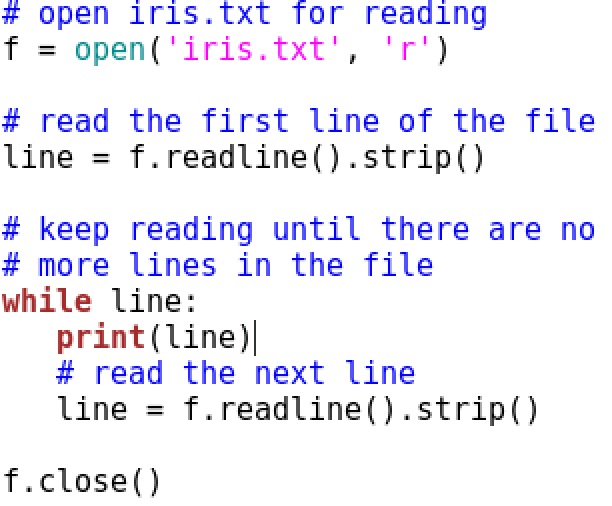 # open iris.txt for reading
f = open('iris.txt', 'r')
# read the first line of the file
line = f.readline().strip()
# keep reading until there are no
# more lines in the file
while line:
   print(line)
   # read the next line
   line = f.readline().strip()
f.close()